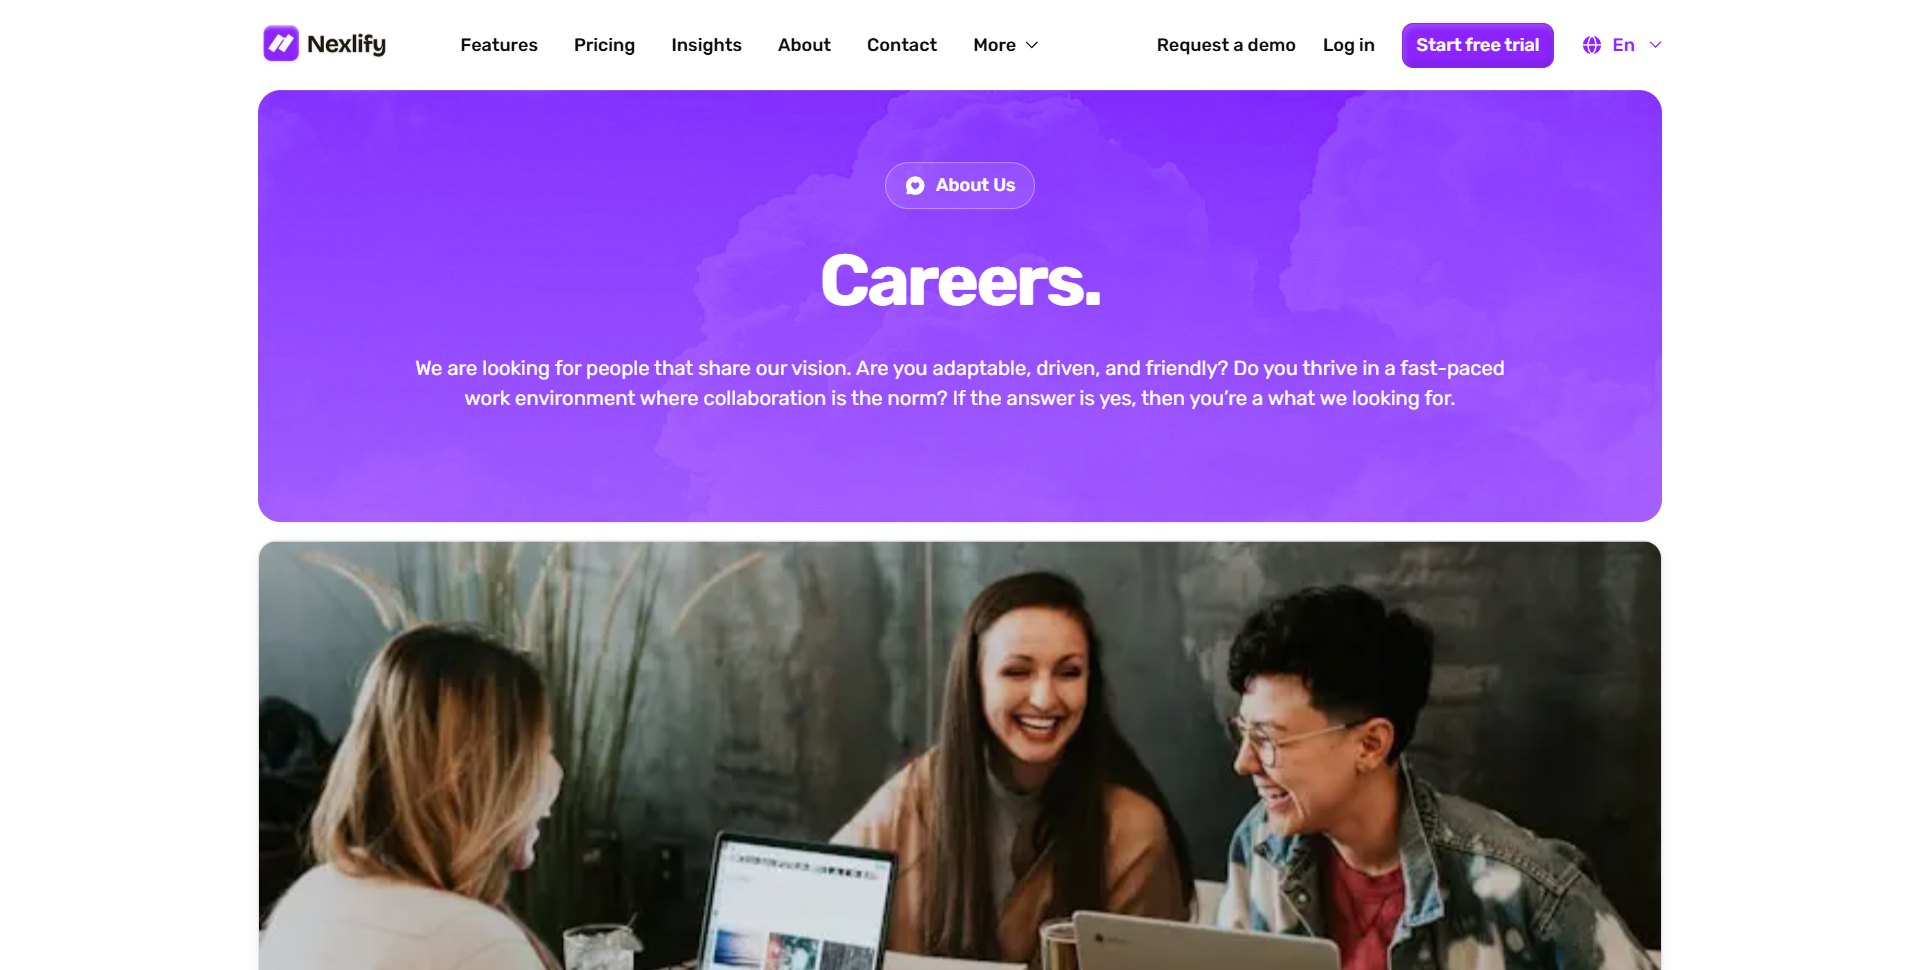 Nexlify
Features
Pricing
Insights
About
Contact
More
Request a demo
Log in
Start free trial
En
About Us
Careers.
We are looking for people that share our vision. Are you adaptable, driven, and friendly? Do you thrive in a fast-paced
work environment where collaboration is the norm? If the answer is yes, then you’re a what we looking for.